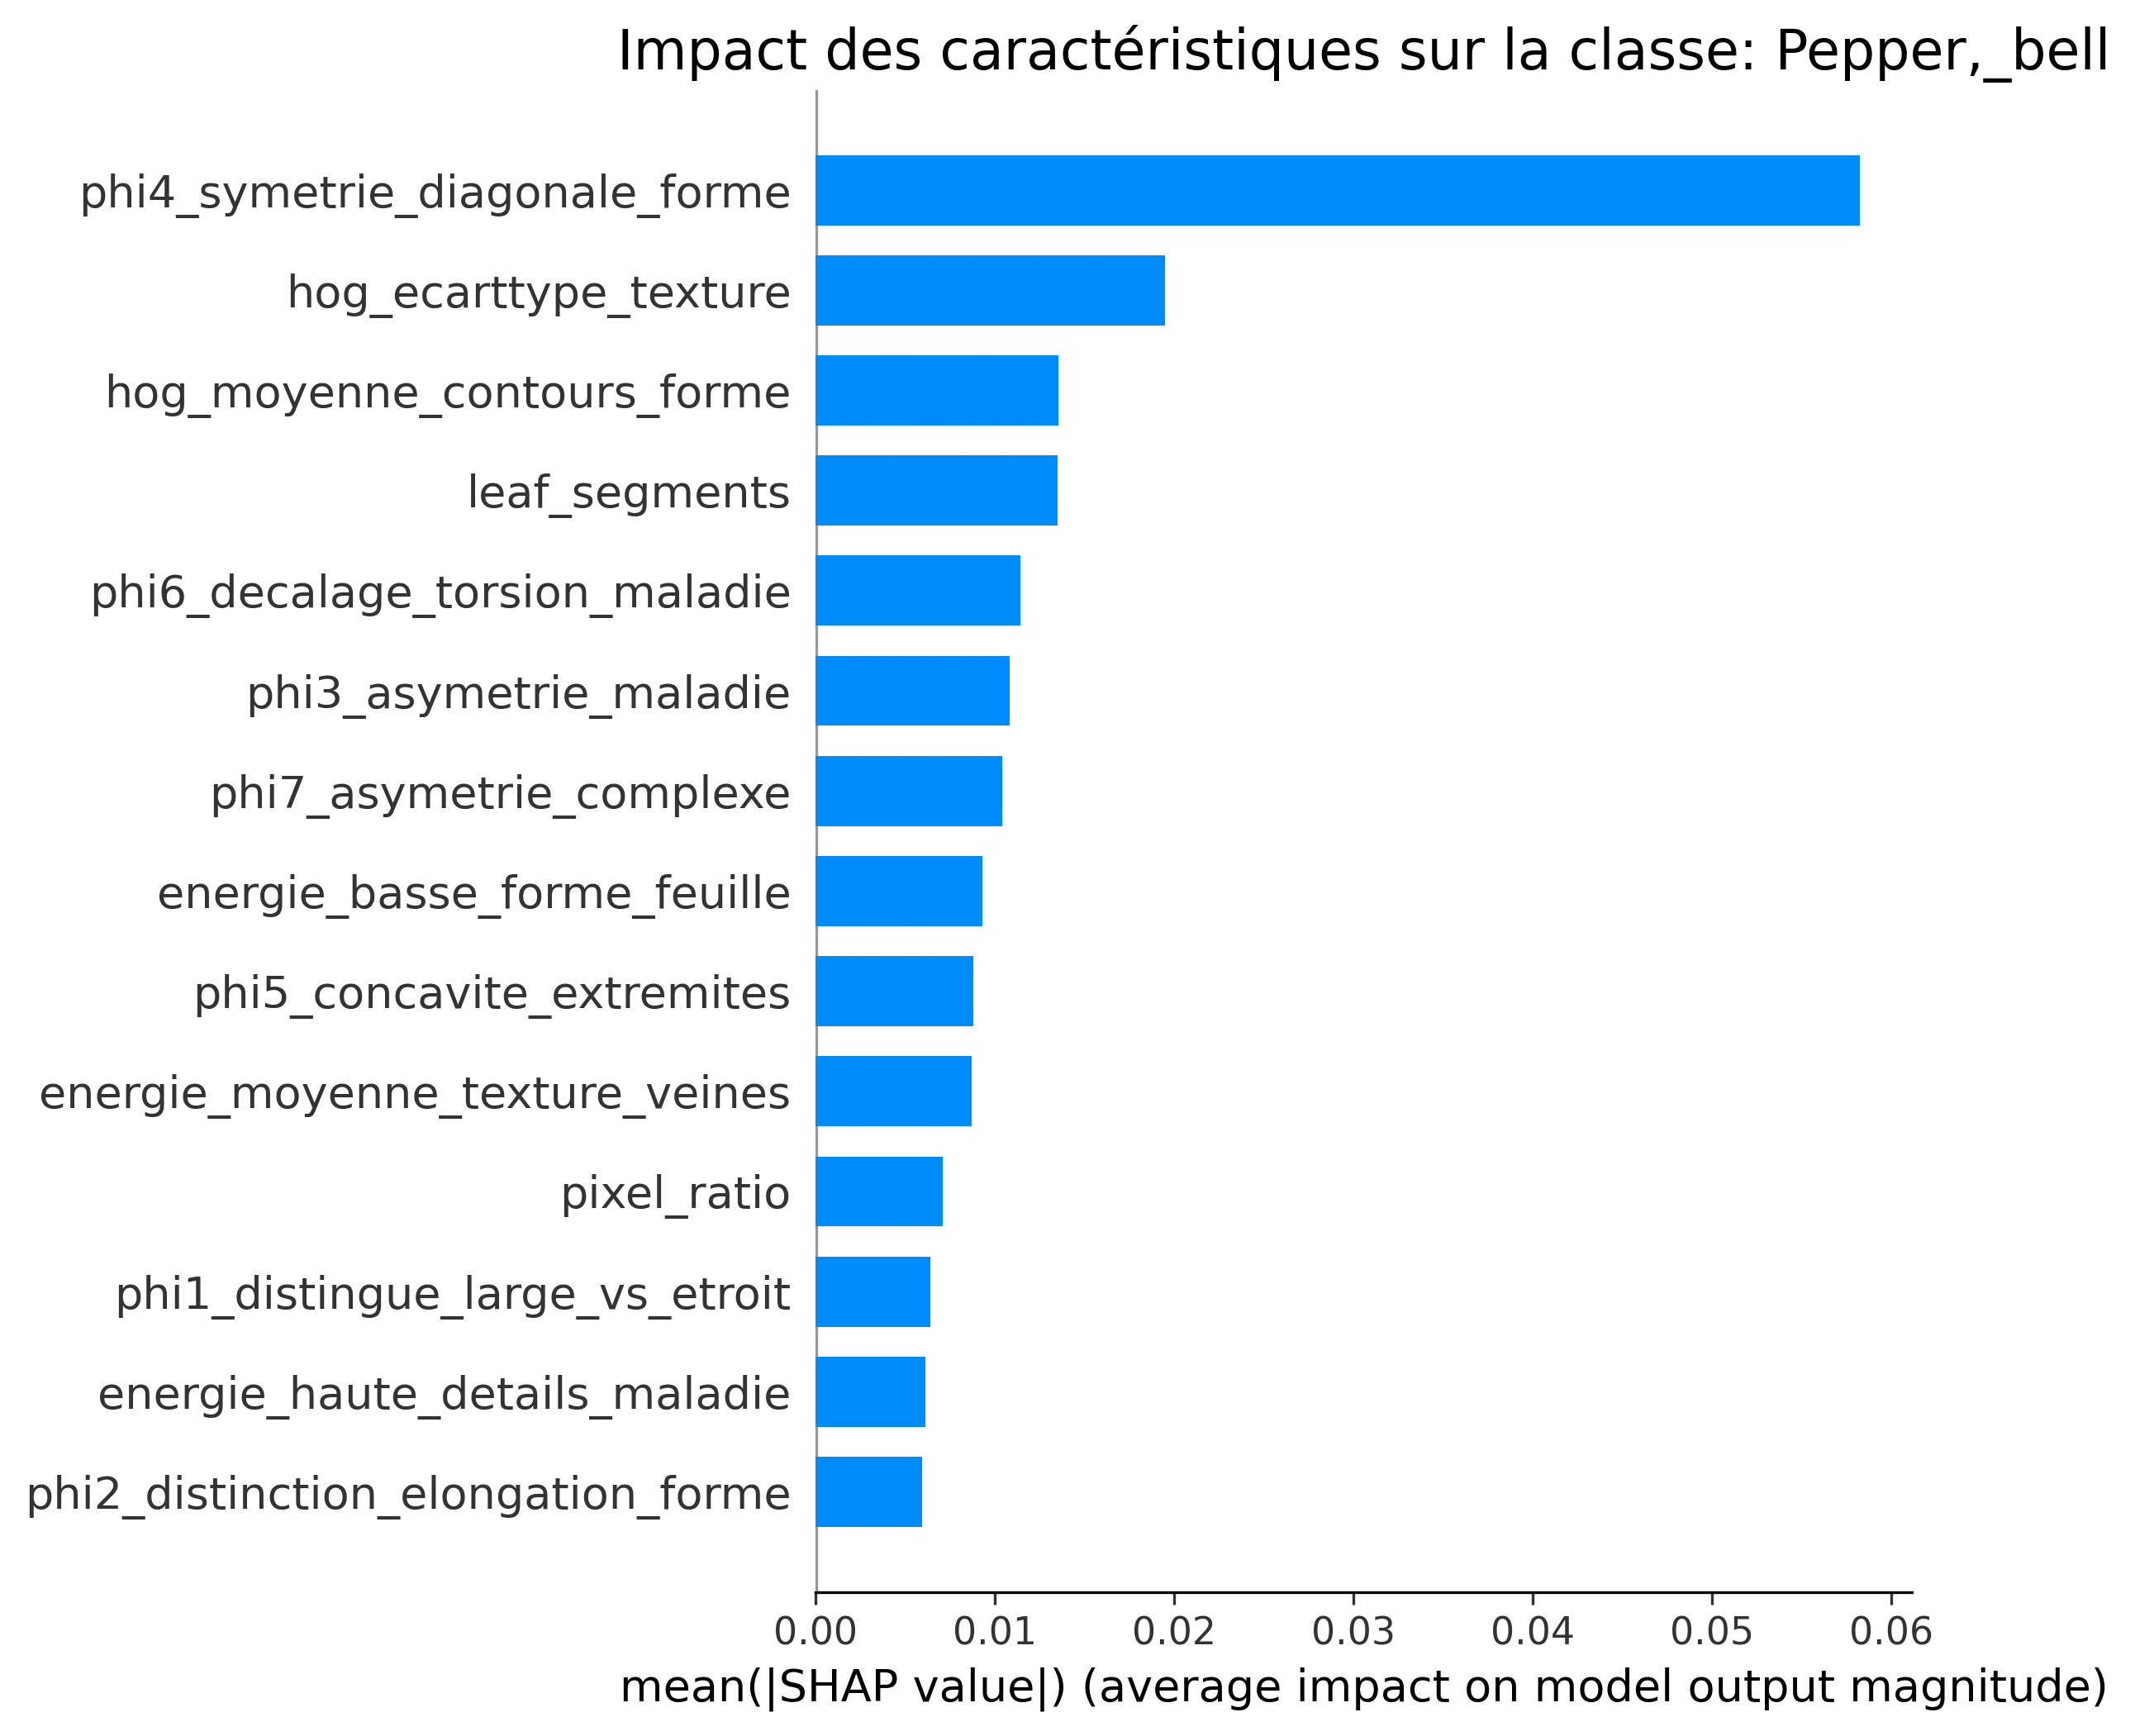 Impact des caractéristiques sur la classe: Pepper,_bell
phi4_symetrie_diagonale_forme
hog_ecarttype_texture
hog_moyenne_contours_forme
leaf_segments
phi6_decalage_torsion_maladie
phi3_asymetrie_maladie
phi7_asymetrie_complexe
energie_basse_forme_feuille
phi5_concavite_extremites
energie_moyenne_texture_veines
pixel_ratio
phi1_distingue_large_vs_etroit
energie_haute_details_maladie
phi2_distinction_elongation_forme
0.00 0.01 0.02 0.03 0.04 0.05 0.06
mean(|SHAP value|) (average impact on model output magnitude)